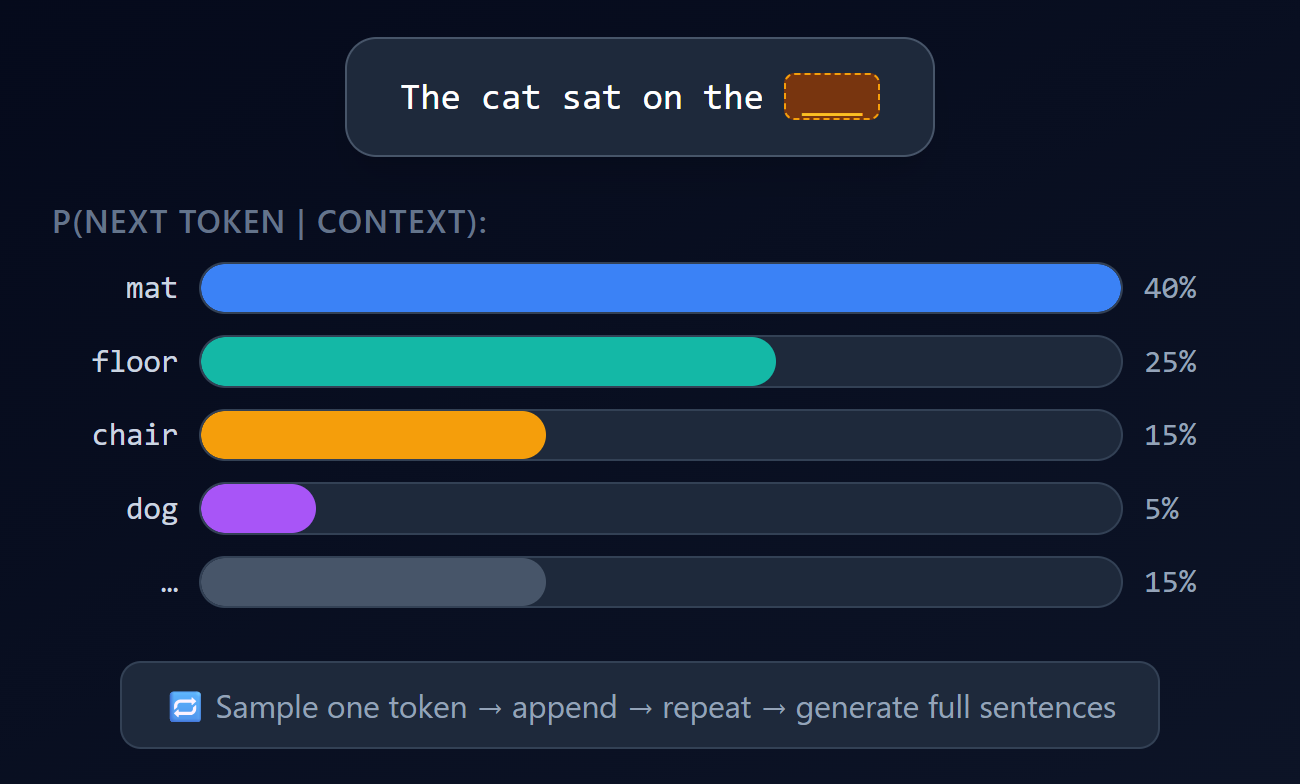 The cat sat on the ___
P(NEXT TOKEN | CONTEXT):
mat 40%
floor 25%
chair 15%
dog 5%
… 15%
🔁 Sample one token → append → repeat → generate full sentences